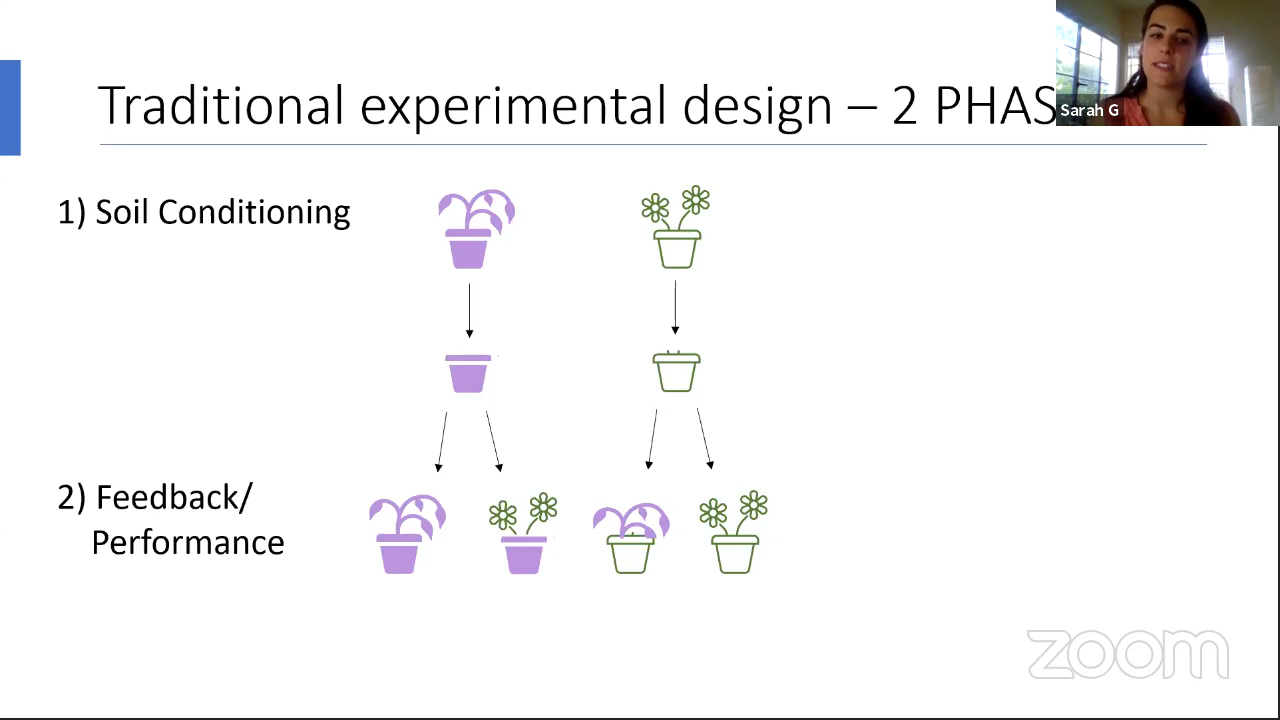 Traditional experimental design – 2 PHAS
Sarah G
1) Soil Conditioning
2) Feedback/
Performance
zoom